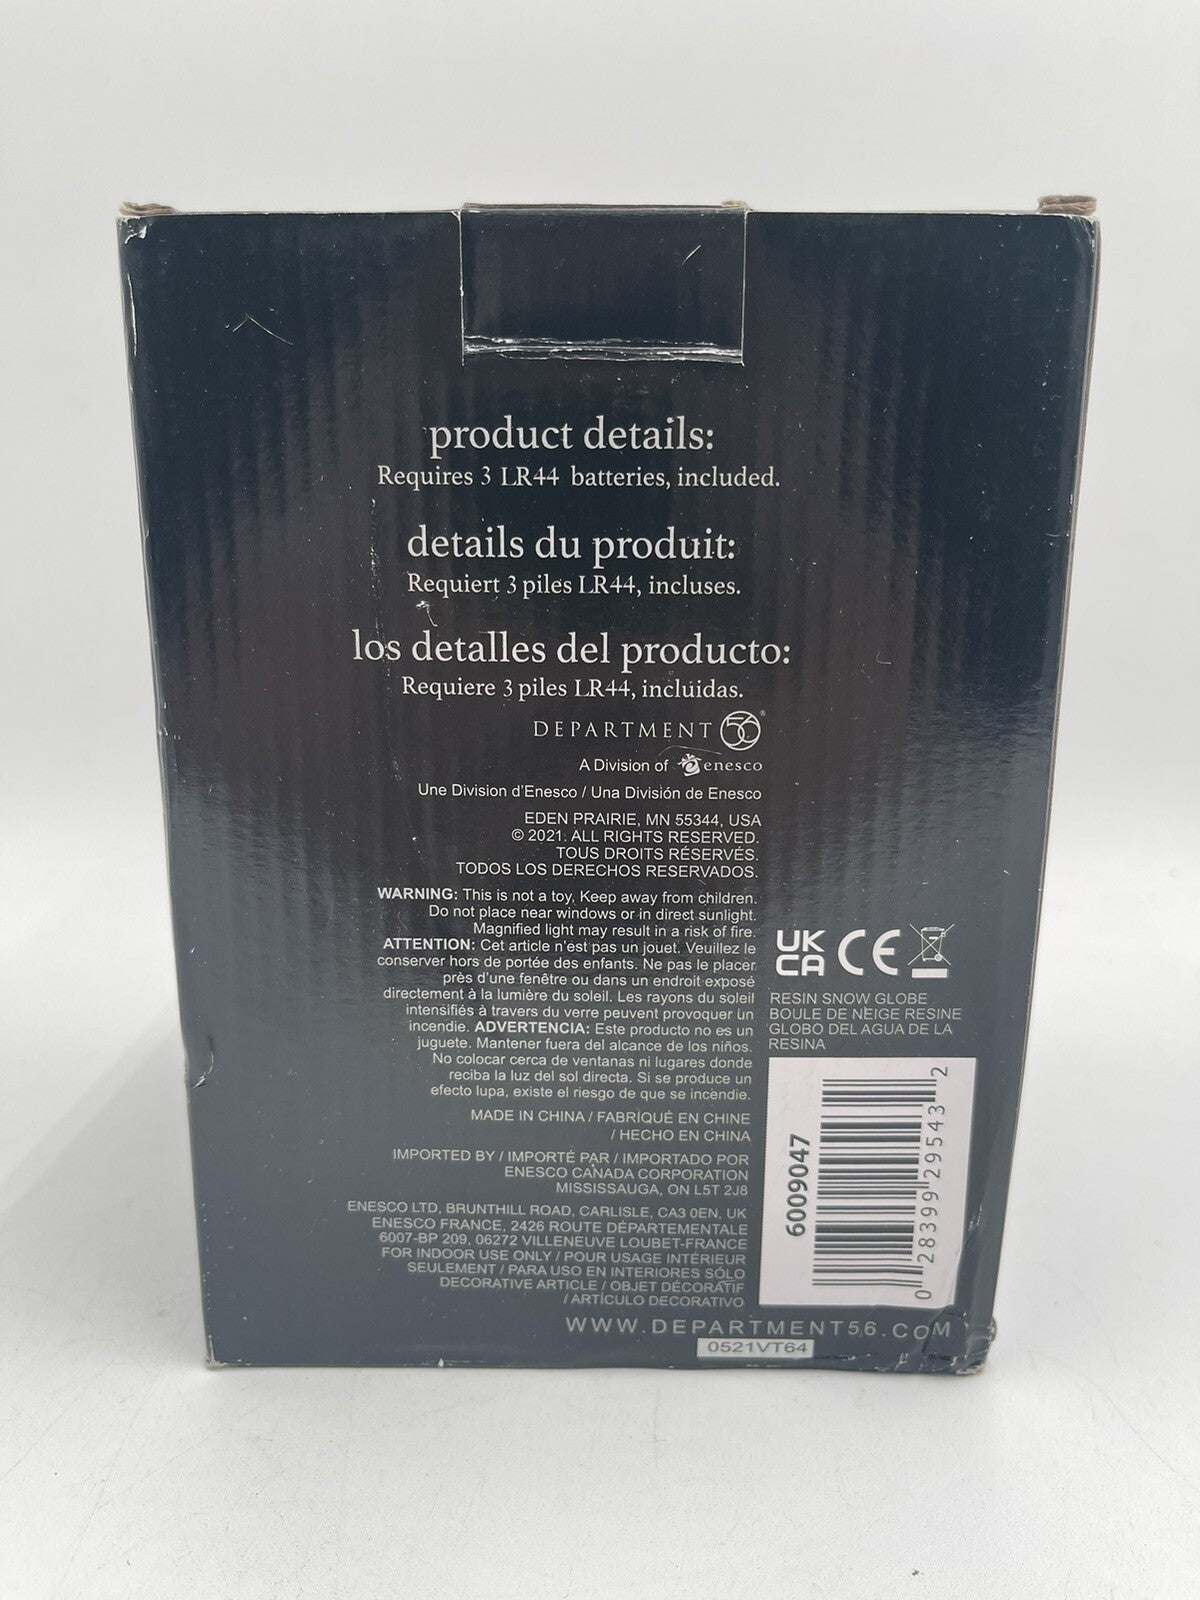 product details:
Requires 3 LR44 batteries, included.
details du produit:
Requiert 3 piles LR44, incluses.
los detalles del producto:
Requiere 3 piles LR44, incluidas.
DEPARTMENT 56®
A Division of enesco
Une Division d'Enesco / Una División de Enesco
EDEN PRAIRIE, MN 55344, USA
© 2021. ALL RIGHTS RESERVED.
TOUS DROITS RÉSERVÉS.
TODOS LOS DERECHOS RESERVADOS.
WARNING: This is not a toy. Keep away from children.
Do not place near windows or in direct sunlight.
Magnified light may result in a risk of fire.
ATTENTION: Cet article n'est pas un jouet. Veuillez le
conserver hors de portée des enfants. Ne pas le placer
près d'une fenêtre ou dans un endroit exposé
directement à la lumière du soleil. Les rayons du soleil
intensifiés à travers du verre peuvent provoquer un
incendie. ADVERTENCIA: Este producto no es un
juguete. Mantener fuera del alcance de los niños.
No colocar cerca de ventanas ni lugares donde
reciba la luz del sol directa. Si se produce un
efecto lupa, existe el riesgo de que se incendie.
MADE IN CHINA / FABRIQUÉ EN CHINE
/ HECHO EN CHINA
IMPORTED BY / IMPORTÉ PAR / IMPORTADO POR
ENESCO CANADA CORPORATION
MISSISSAUGA, ON L5T 2J8
ENESCO LTD, BRUNTHILL ROAD, CARLISLE, CA3 0EN, UK
ENESCO FRANCE, 2426 ROUTE DÉPARTEMENTALE
6007-BP 209, 06272 VILLENEUVE LOUBET-FRANCE
FOR INDOOR USE ONLY / POUR USAGE INTÉRIEUR
SEULEMENT / PARA USO EN INTERIORES SÓLO
DECORATIVE ARTICLE / OBJET DÉCORATIF
/ ARTÍCULO DECORATIVO
UK
CA CE
RESIN SNOW GLOBE
BOULE DE NEIGE RESINE
GLOBO DEL AGUA DE LA
RESINA
6009047
0 28399 29543 2
WWW.DEPARTMENT56.COM
0521VT64